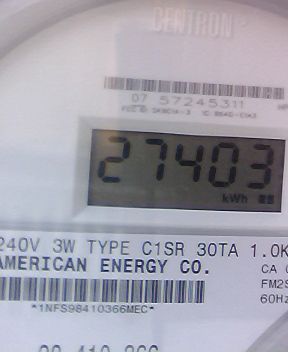 CENTRON
07 57245311
27403
kWh
240V 3W TYPE C1SR 30TA 1.0K
AMERICAN ENERGY CO.
CA
FM2S
60Hz
*1NFS98410366MEC*